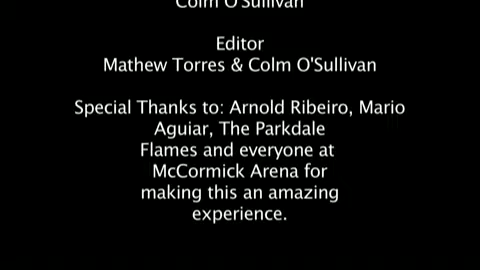 Colm O'Sullivan
Editor
Mathew Torres & Colm O'Sullivan
Special Thanks to: Arnold Ribeiro, Mario
Aguiar, The Parkdale
Flames and everyone at
McCormick Arena for
making this an amazing
experience.